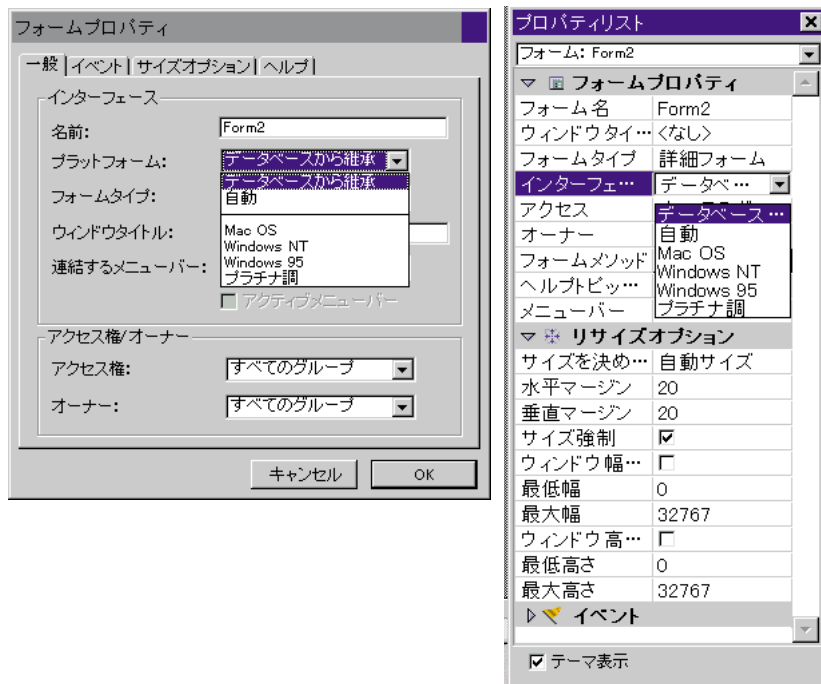 フォームプロパティ
一般 イベント サイズオプション ヘルプ
インターフェース
名前: Form2
プラットフォーム: データベースから継承
データベースから継承
フォームタイプ: 自動
ウィンドウタイトル: Mac OS
Windows NT
連結するメニューバー: Windows 95
プラチナ調
アクティブメニューバー
アクセス権/オーナー
アクセス権: すべてのグループ
オーナー: すべてのグループ
キャンセル OK
プロパティリスト
フォーム: Form2
フォームプロパティ
フォーム名 Form2
ウィンドウタイ… <なし>
フォームタイプ 詳細フォーム
インターフェ… データベ…
アクセス データベース…
オーナー 自動
フォームメソッド Mac OS
ヘルプトピッ… Windows NT
Windows 95
メニューバー プラチナ調
リサイズオプション
サイズを決め… 自動サイズ
水平マージン 20
垂直マージン 20
サイズ強制
ウィンドウ幅…
最低幅 0
最大幅 32767
ウィンドウ高…
最低高さ 0
最大高さ 32767
イベント
テーマ表示